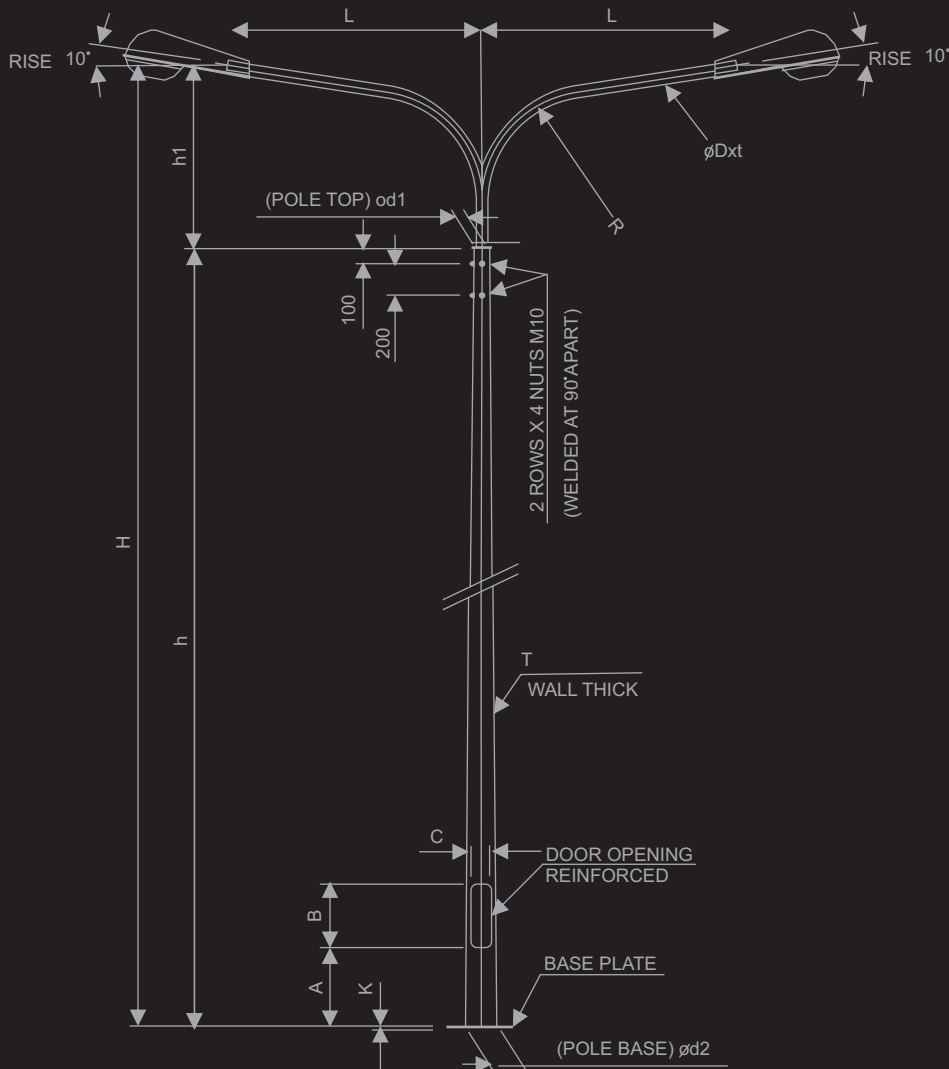 L
L
RISE 10°
RISE 10°
h1
øDxt
(POLE TOP) od1
R
100
200
2 ROWS X 4 NUTS M10
(WELDED AT 90°APART)
H
h
T
WALL THICK
C
DOOR OPENING
REINFORCED
B
A
K
BASE PLATE
(POLE BASE) ød2